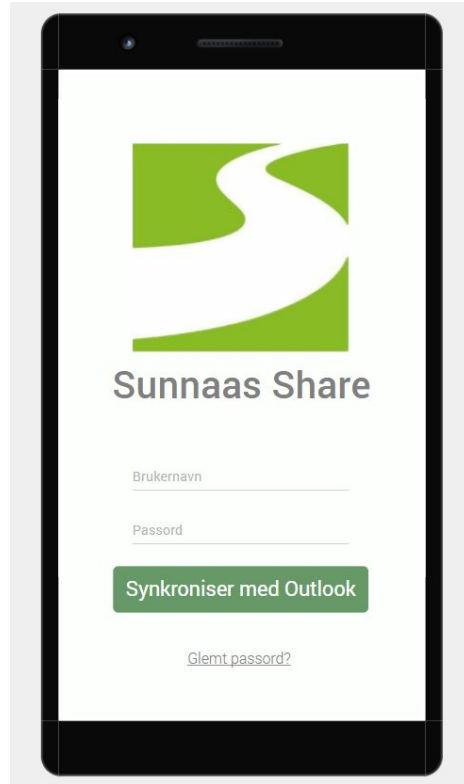 Sunnaas Share
Brukernavn
Passord
Synkroniser med Outlook
Glemt passord?